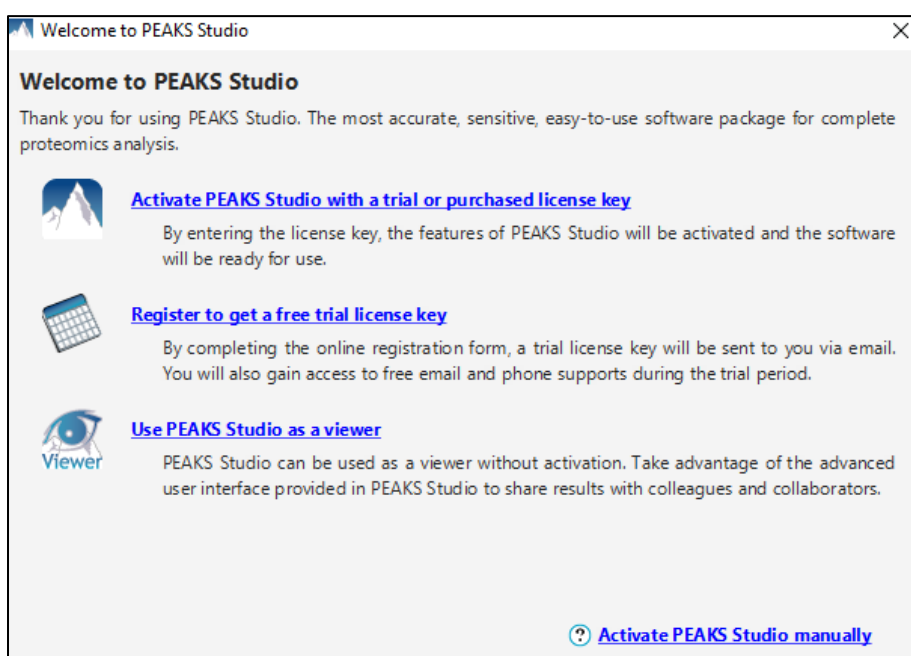 Welcome to PEAKS Studio
Welcome to PEAKS Studio
Thank you for using PEAKS Studio. The most accurate, sensitive, easy-to-use software package for complete
proteomics analysis.
Activate PEAKS Studio with a trial or purchased license key
By entering the license key, the features of PEAKS Studio will be activated and the software
will be ready for use.
Register to get a free trial license key
By completing the online registration form, a trial license key will be sent to you via email.
You will also gain access to free email and phone supports during the trial period.
Use PEAKS Studio as a viewer
Viewer
PEAKS Studio can be used as a viewer without activation. Take advantage of the advanced
user interface provided in PEAKS Studio to share results with colleagues and collaborators.
? Activate PEAKS Studio manually